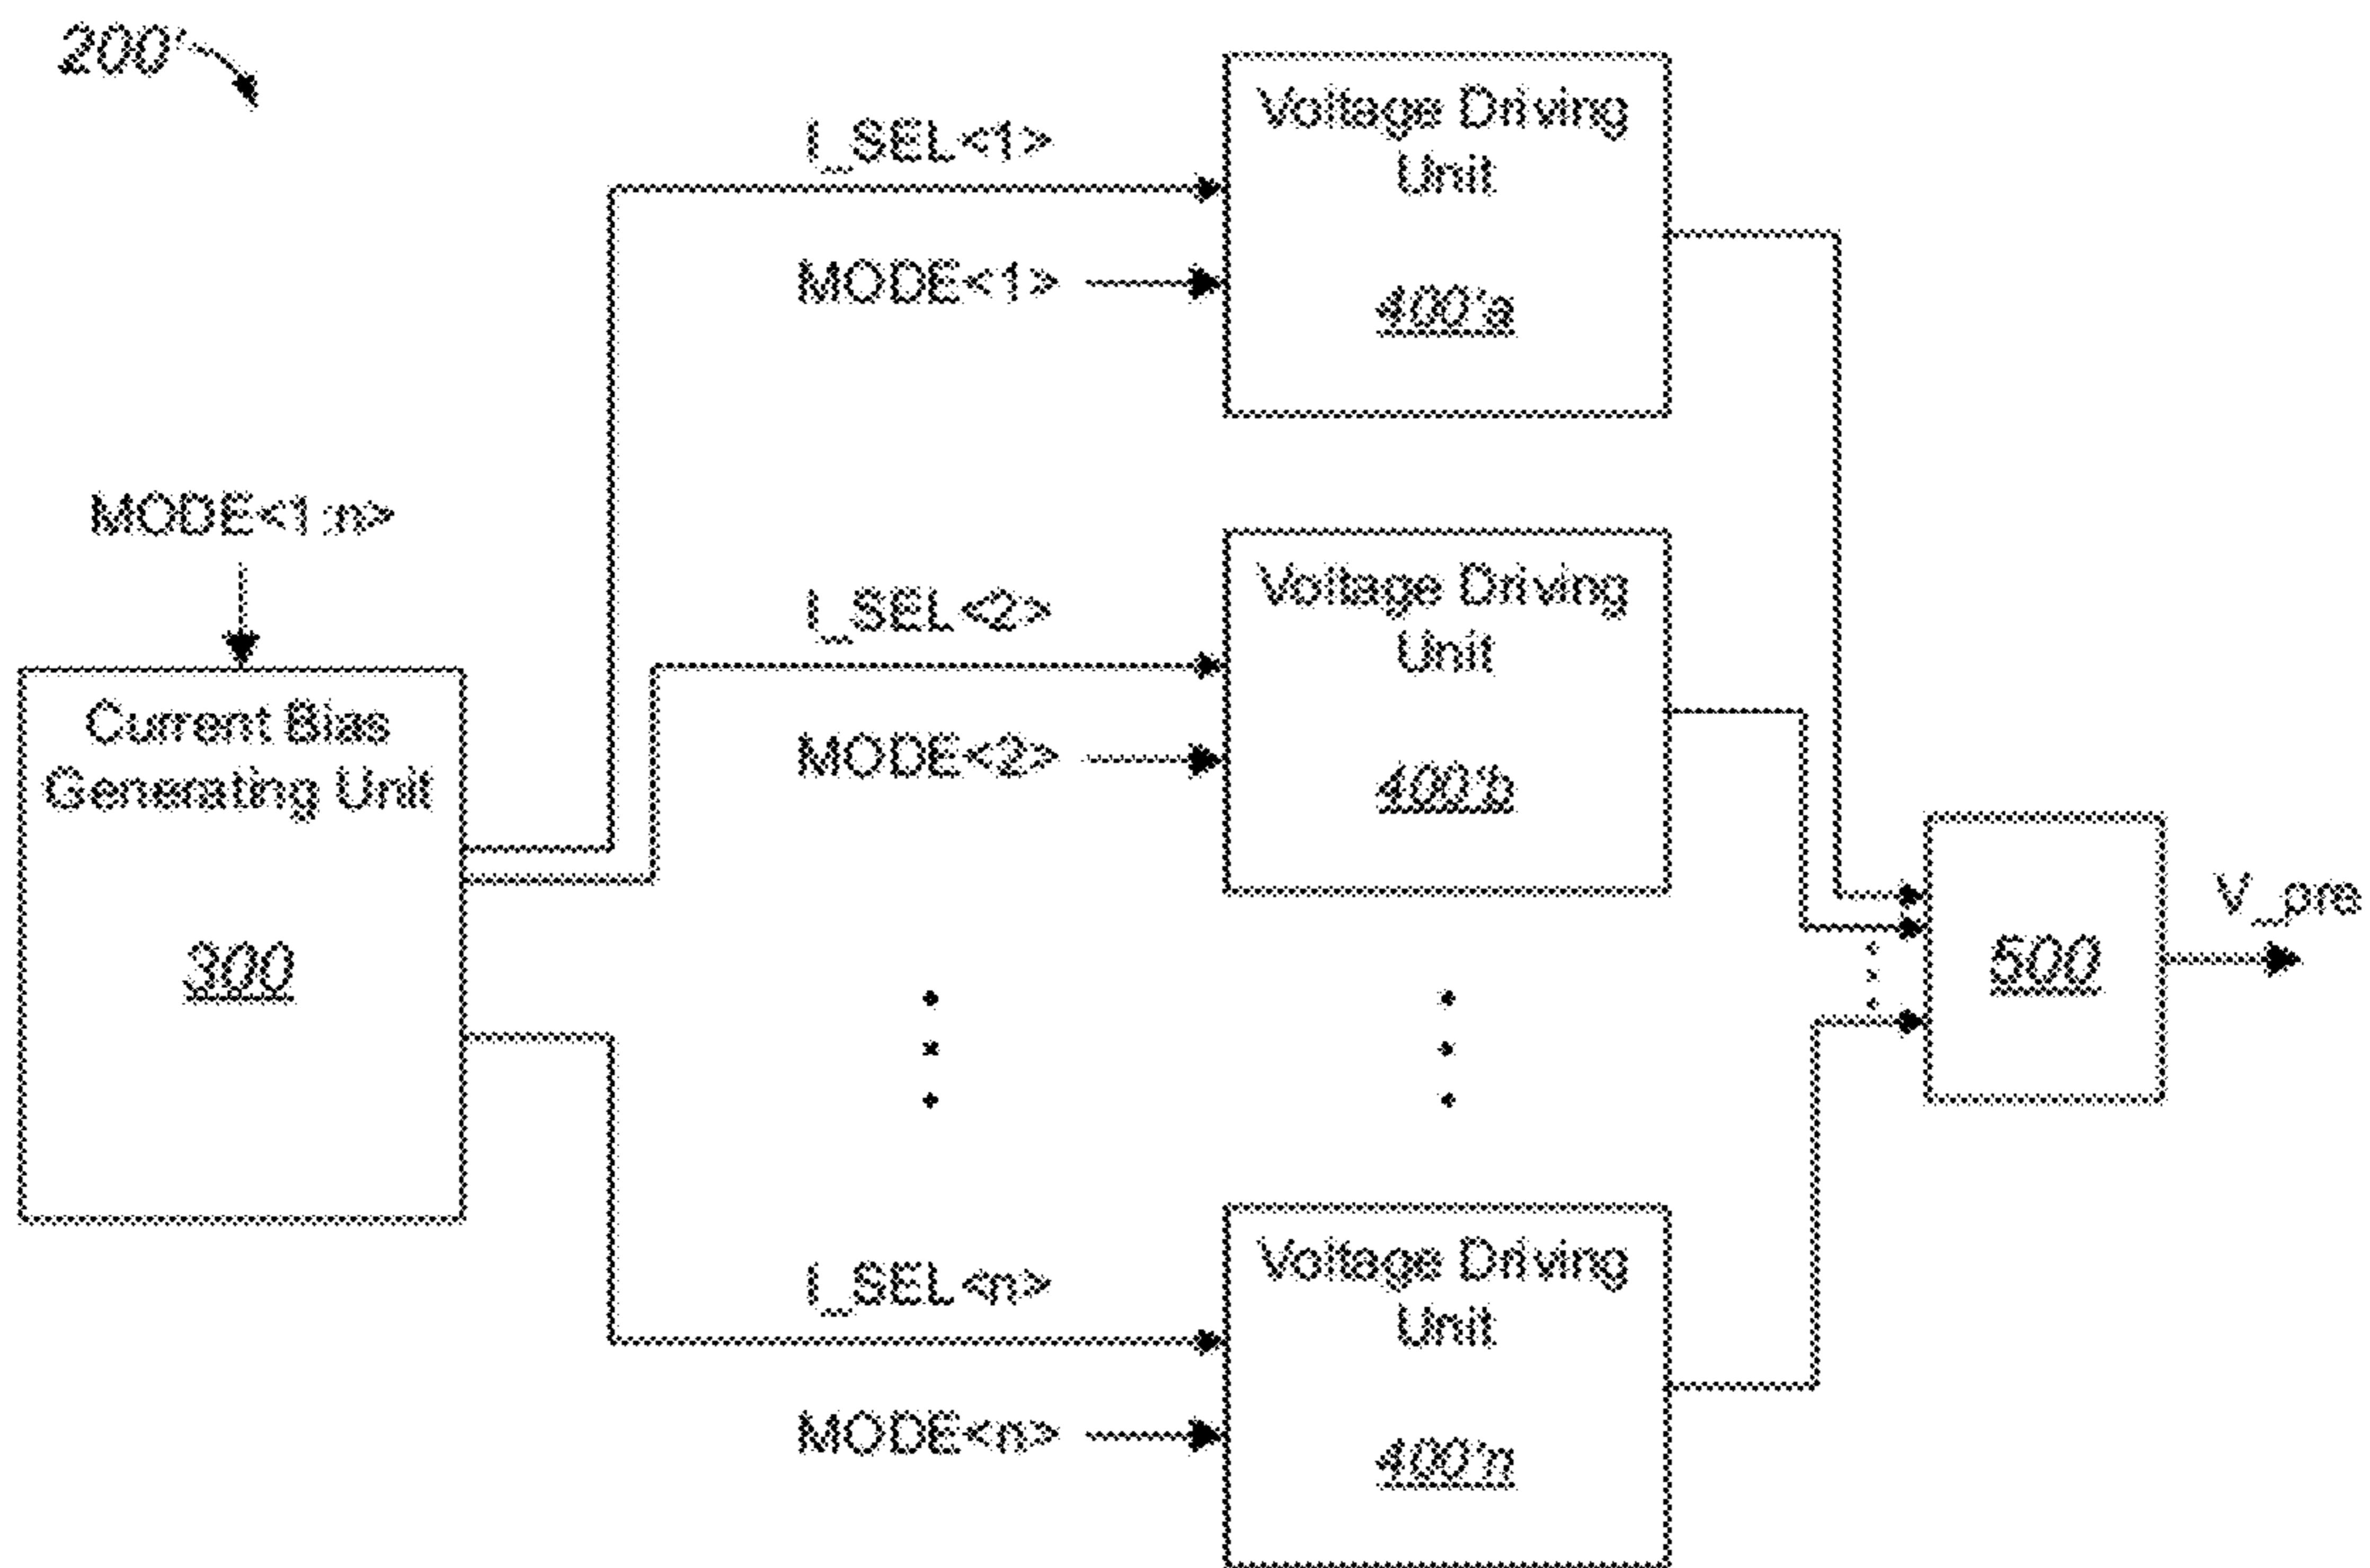 200'
I_SEL<1>
MODE<1>
Voltage Driving
Unit
400'a
MODE<1:n>
Current Bias
Generating Unit
300
I_SEL<2>
MODE<2>
Voltage Driving
Unit
400'b
500
V_pre
I_SEL<n>
MODE<n>
Voltage Driving
Unit
400'n